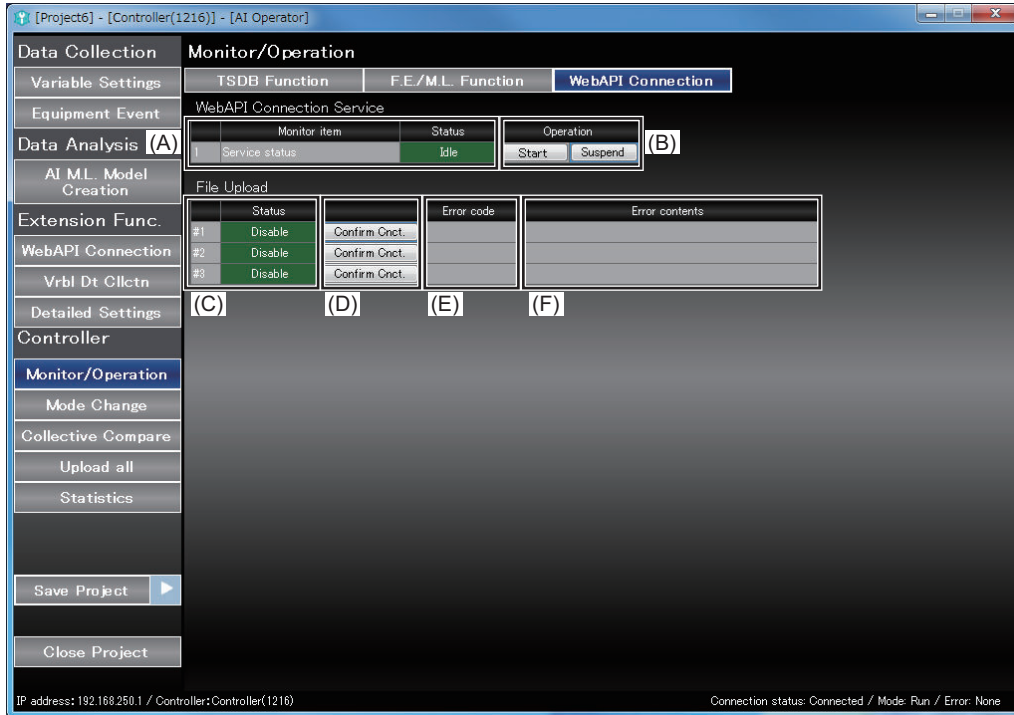 [Project6] - [Controller(1216)] - [AI Operator]
Data Collection
Variable Settings
Equipment Event
Data Analysis
AI M.L. Model
Creation
Extension Func.
WebAPI Connection
Vrbl Dt Cllctn
Detailed Settings
Controller
Monitor/Operation
Mode Change
Collective Compare
Upload all
Statistics
Save Project
Close Project
Monitor/Operation
TSDB Function F.E./M.L. Function WebAPI Connection
WebAPI Connection Service
(A)
Monitor item Status
1 Service status Idle
Operation
Start Suspend
(B)
File Upload
Status Error code Error contents
#1 Disable Confirm Cnct.
#2 Disable Confirm Cnct.
#3 Disable Confirm Cnct.
(C) (D) (E) (F)
IP address: 192.168.250.1 / Controller:Controller(1216) Connection status: Connected / Mode: Run / Error: None